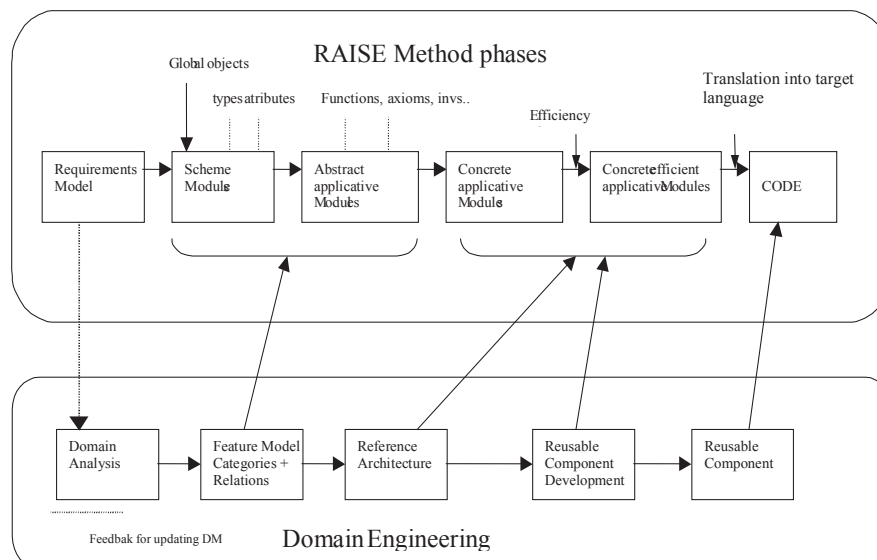 RAISE Method phases
Global objects
types atributes
Functions, axioms, invs..
Efficiency
Translation into target
language
Requirements
Model
Scheme
Modules
Abstract
applicative
Modules
Concrete
applicative
Modules
Concrete efficient
applicative Modules
CODE
Domain
Analysis
Feature Model
Categories +
Relations
Reference
Architecture
Reusable
Component
Development
Reusable
Component
Feedbak for updating DM
Domain Engineering